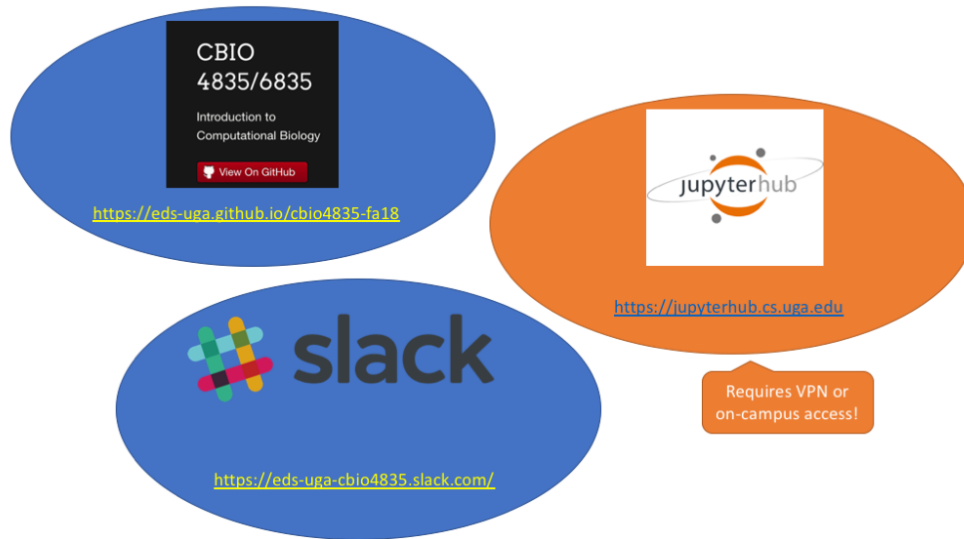 CBIO
4835/6835
Introduction to
Computational Biology
View On GitHub
https://eds-uga.github.io/cbio4835-fa18
jupyterhub
https://jupyterhub.cs.uga.edu
Requires VPN or
on-campus access!
slack
https://eds-uga-cbio4835.slack.com/